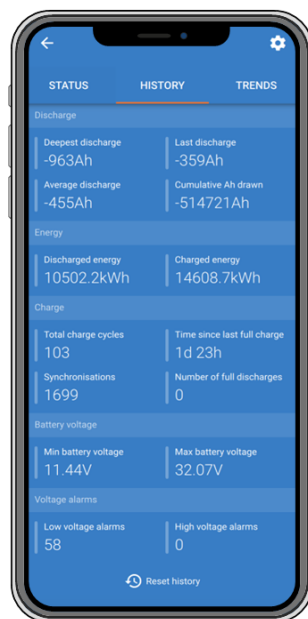 STATUS HISTORY TRENDS
Discharge
Deepest discharge Last discharge
-963Ah -359Ah
Average discharge Cumulative Ah drawn
-455Ah -514721Ah
Energy
Discharged energy Charged energy
10502.2kWh 14608.7kWh
Charge
Total charge cycles Time since last full charge
103 1d 23h
Synchronisations Number of full discharges
1699 0
Battery voltage
Min battery voltage Max battery voltage
11.44V 32.07V
Voltage alarms
Low voltage alarms High voltage alarms
58 0
Reset history